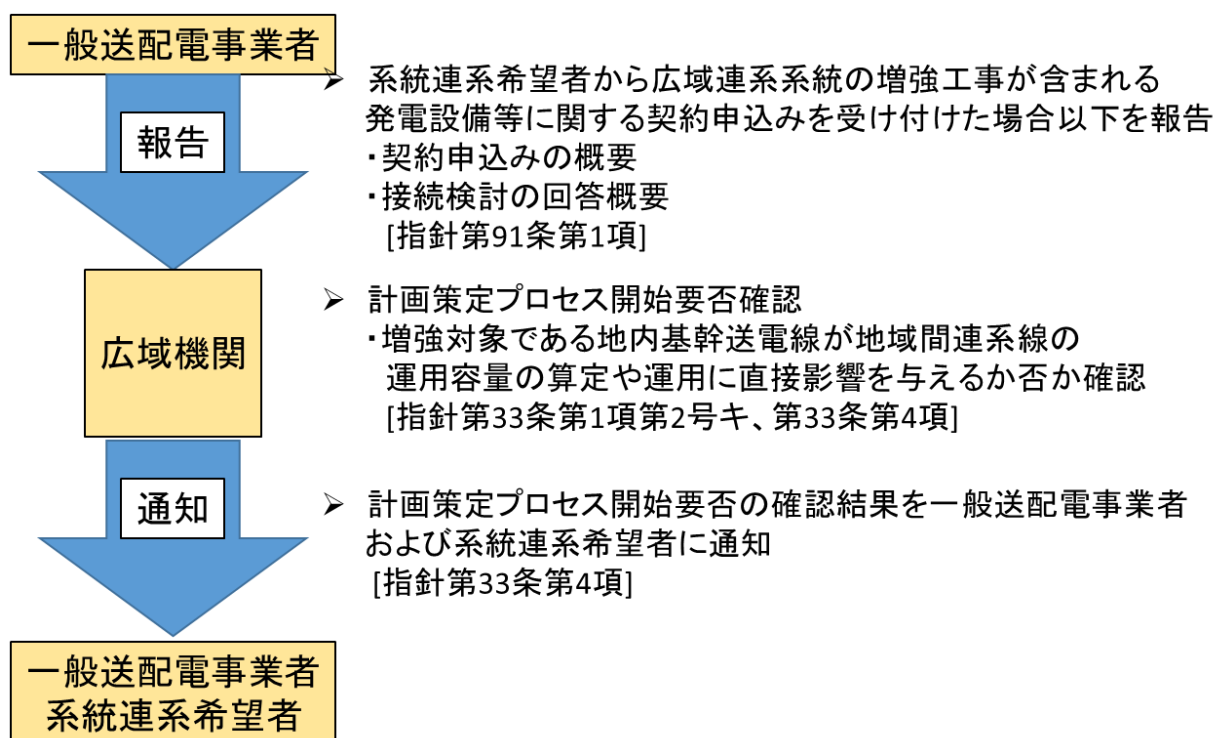 一般送配電事業者
➢ 系統連系希望者から広域連系系統の増強工事が含まれる
発電設備等に関する契約申込みを受け付けた場合以下を報告
・契約申込みの概要
・接続検討の回答概要
[指針第91条第1項]
報告
広域機関
➢ 計画策定プロセス開始要否確認
・増強対象である地内基幹送電線が地域間連系線の
運用容量の算定や運用に直接影響を与えるか否か確認
[指針第33条第1項第2号キ、第33条第4項]
通知
➢ 計画策定プロセス開始要否の確認結果を一般送配電事業者
および系統連系希望者に通知
[指針第33条第4項]
一般送配電事業者
系統連系希望者